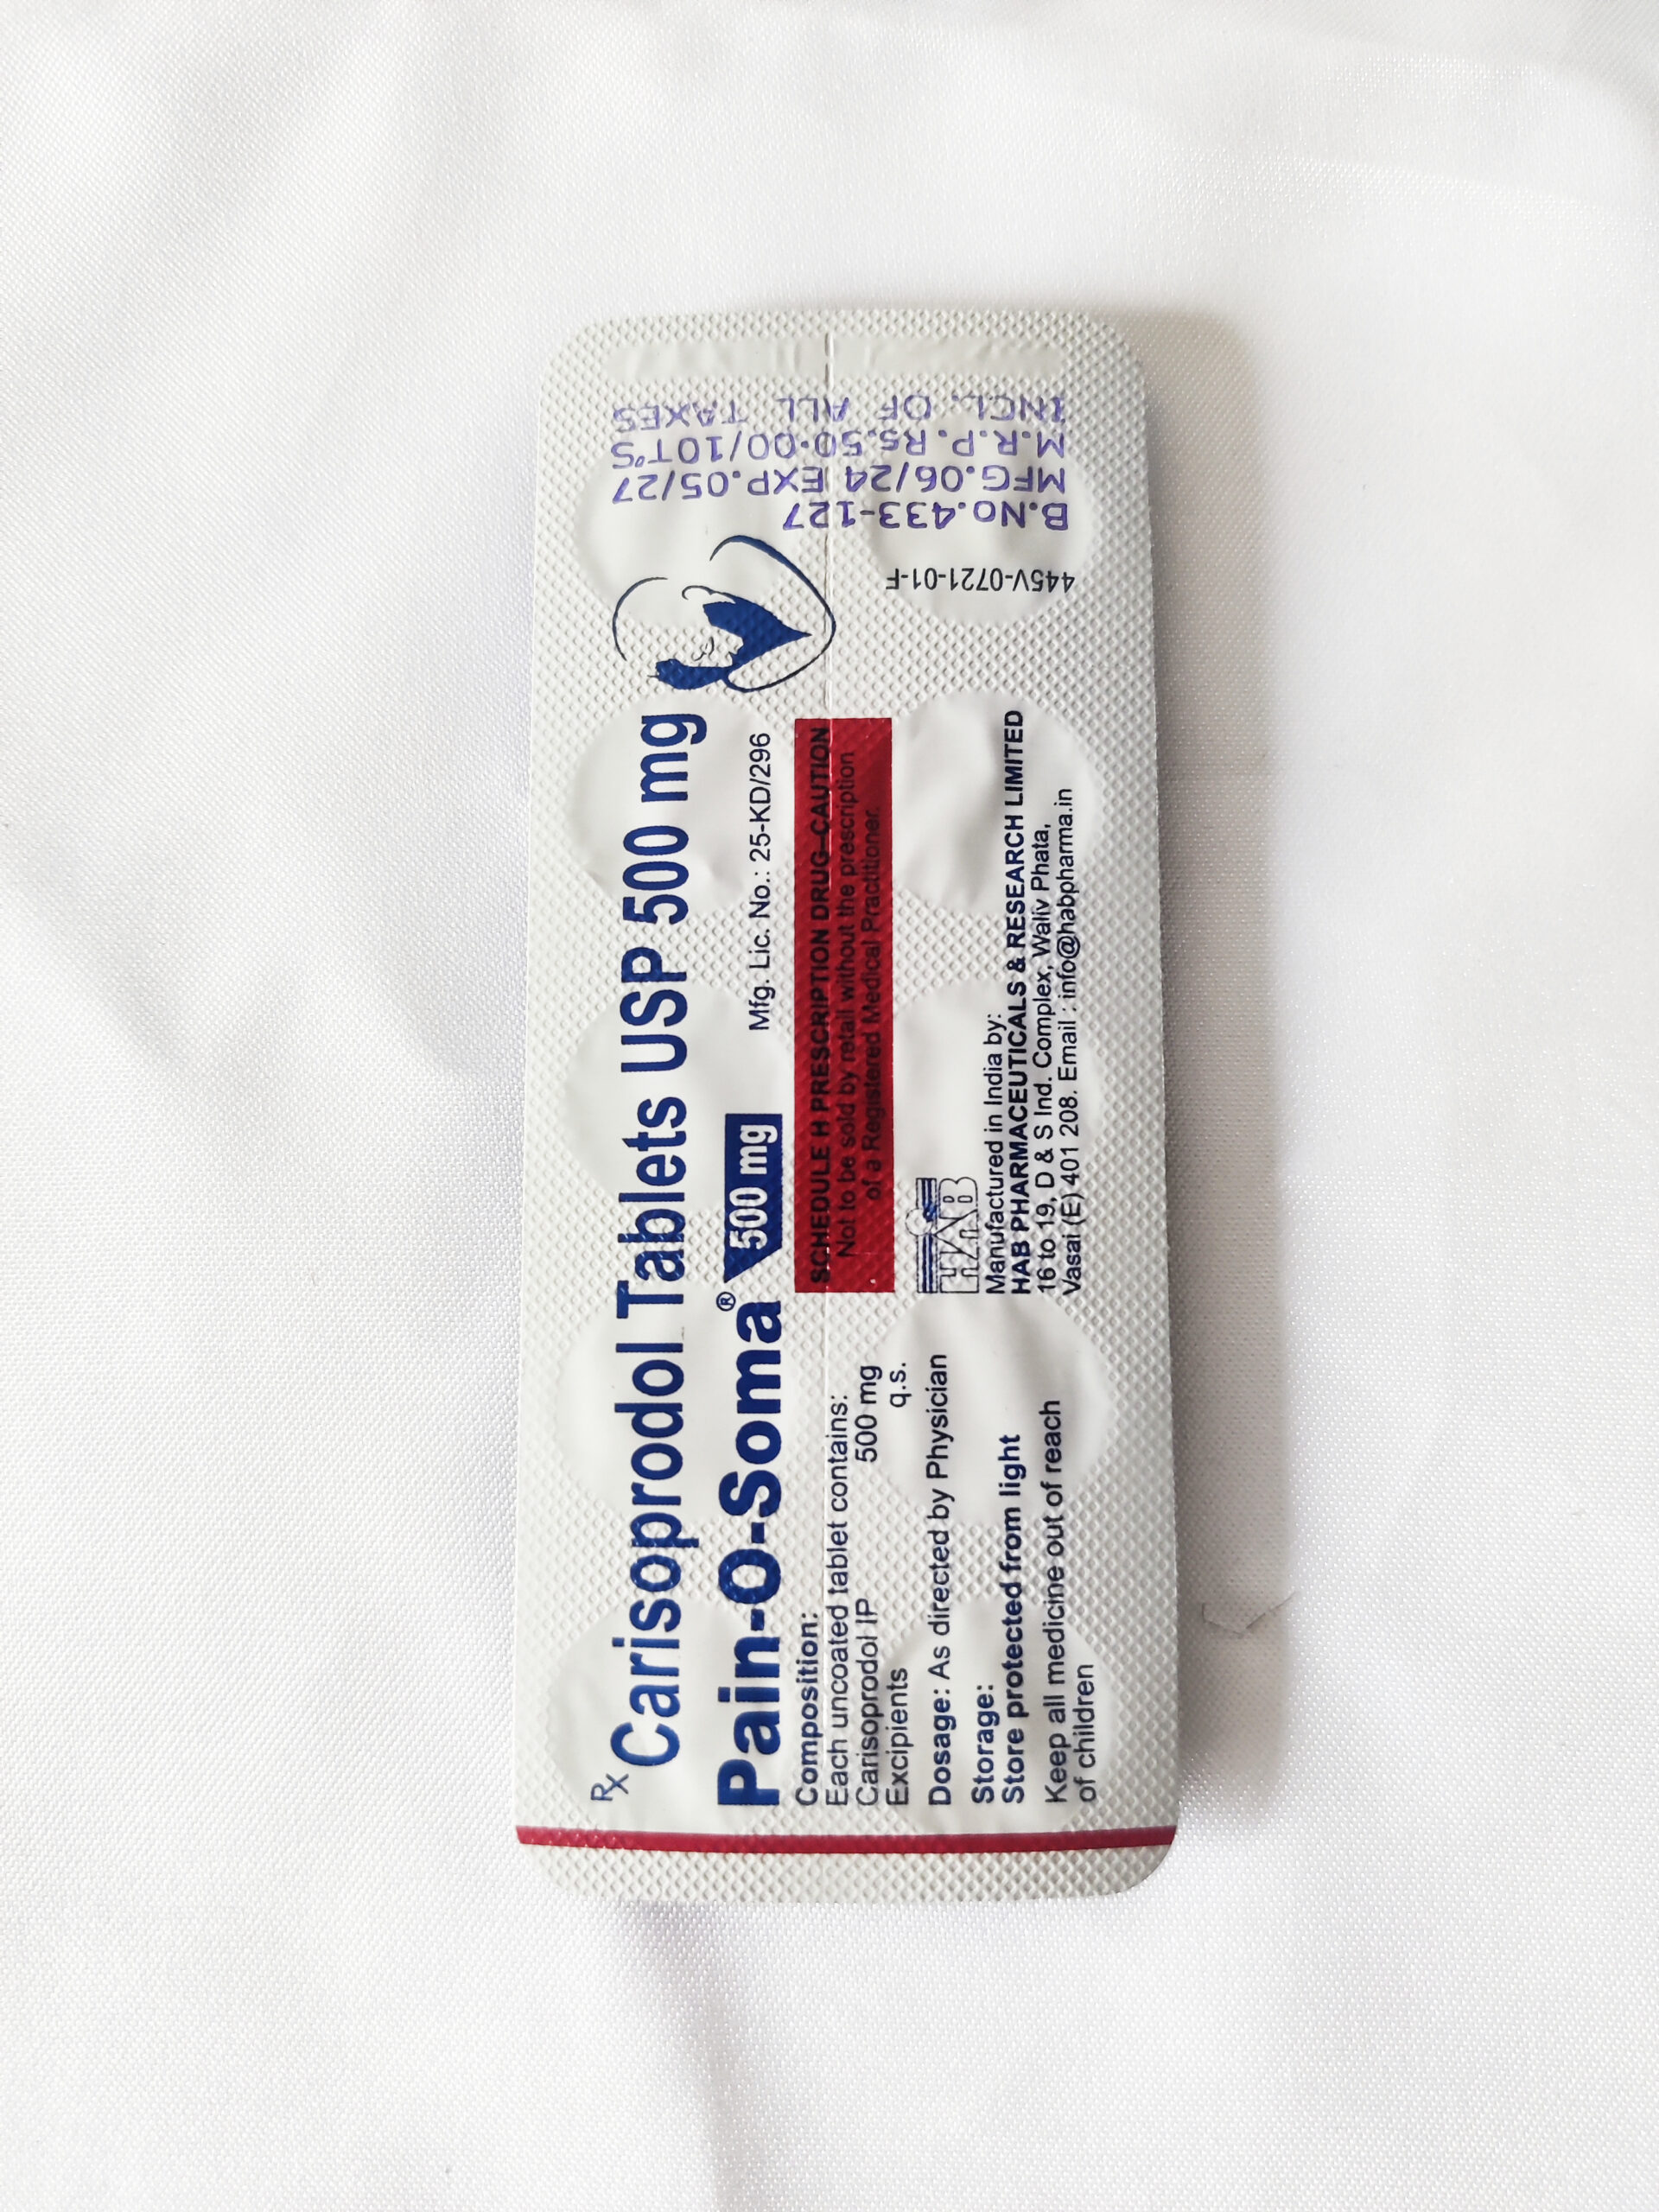 Rx
Carisoprodol Tablets USP 500 mg
Pain-O-Soma® 500 mg
Mfg. Lic. No.: 25-KD/296
Composition:
Each uncoated tablet contains:
Carisoprodol IP 500 mg
Excipients q.s.
Dosage: As directed by Physician
Storage:
Store protected from light
Keep all medicine out of reach
of children
SCHEDULE H PRESCRIPTION DRUG–CAUTION
Not to be sold by retail without the prescription
of a Registered Medical Practitioner.
HAB
Manufactured in India by:
HAB PHARMACEUTICALS & RESEARCH LIMITED
16 to 19, D & S Ind. Complex, Waliv Phata,
Vasai (E) 401 208. Email : info@habpharma.in
445V-0721-01-F
B.No.433-127
MFG.06/24 EXP.05/27
M.R.P. Rs.50.00/10T'S
INCL. OF ALL TAXES